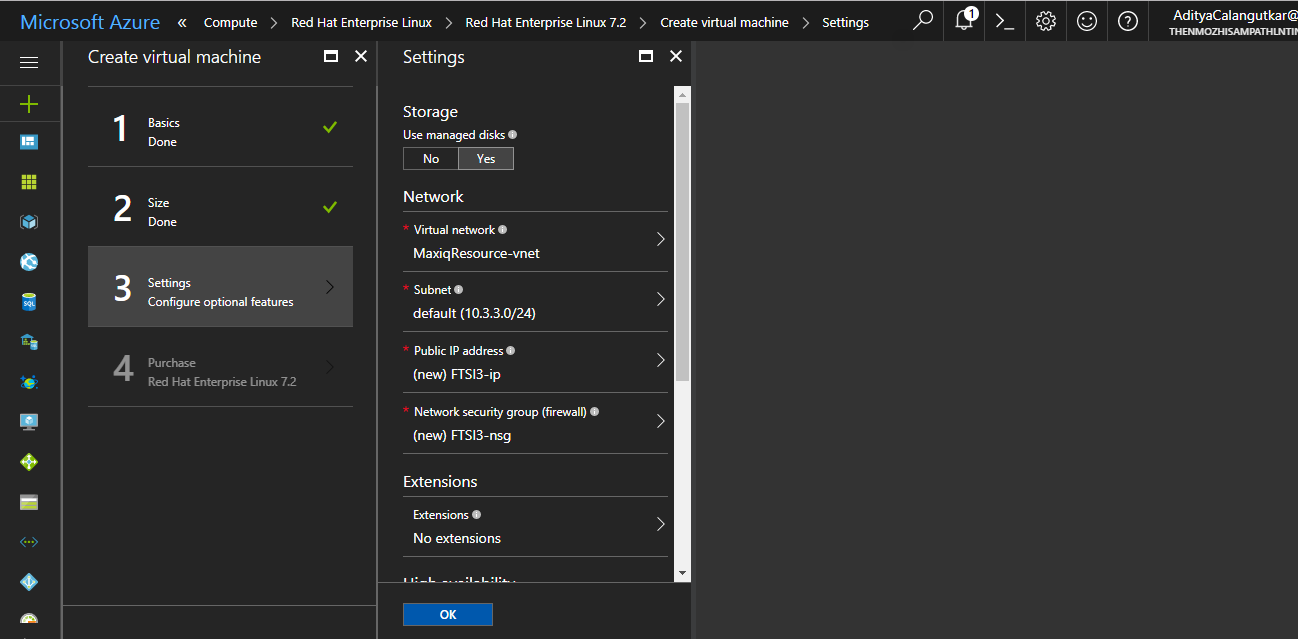 Microsoft Azure « Compute > Red Hat Enterprise Linux > Red Hat Enterprise Linux 7.2 > Create virtual machine > Settings
1
AdityaCalangutkar@
THENMOZHISAMPATHLNTIN
Create virtual machine
1
Basics
Done
2
Size
Done
3
Settings
Configure optional features
4
Purchase
Red Hat Enterprise Linux 7.2
Settings
Storage
Use managed disks
No Yes
Network
* Virtual network
MaxiqResource-vnet
* Subnet
default (10.3.3.0/24)
* Public IP address
(new) FTSI3-ip
* Network security group (firewall)
(new) FTSI3-nsg
Extensions
Extensions
No extensions
High availability
OK
SQL